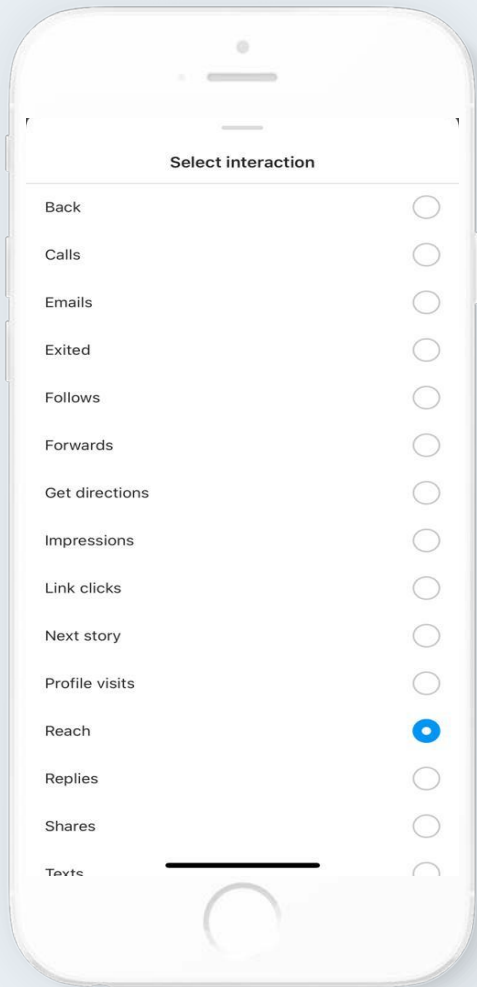 Select interaction
Back
Calls
Emails
Exited
Follows
Forwards
Get directions
Impressions
Link clicks
Next story
Profile visits
Reach
Replies
Shares
Texts